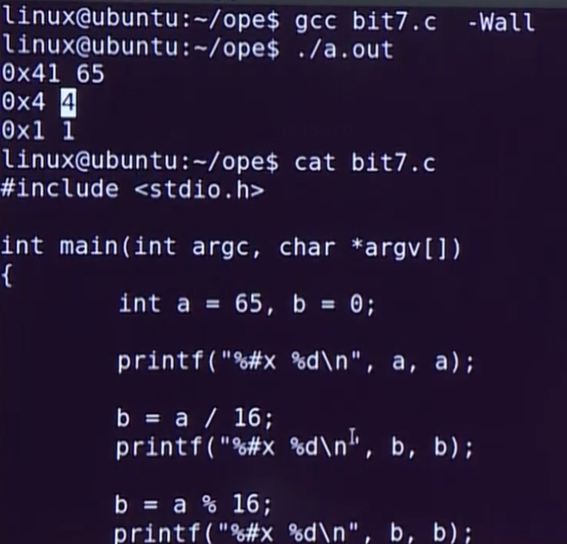 linux@ubuntu:~/ope$ gcc bit7.c  -Wall
linux@ubuntu:~/ope$ ./a.out
0x41 65
0x4 4
0x1 1
linux@ubuntu:~/ope$ cat bit7.c
#include <stdio.h>

int main(int argc, char *argv[])
{
        int a = 65, b = 0;

        printf("%#x %d\n", a, a);

        b = a / 16;
        printf("%#x %d\n", b, b);

        b = a % 16;
        printf("%#x %d\n", b, b);